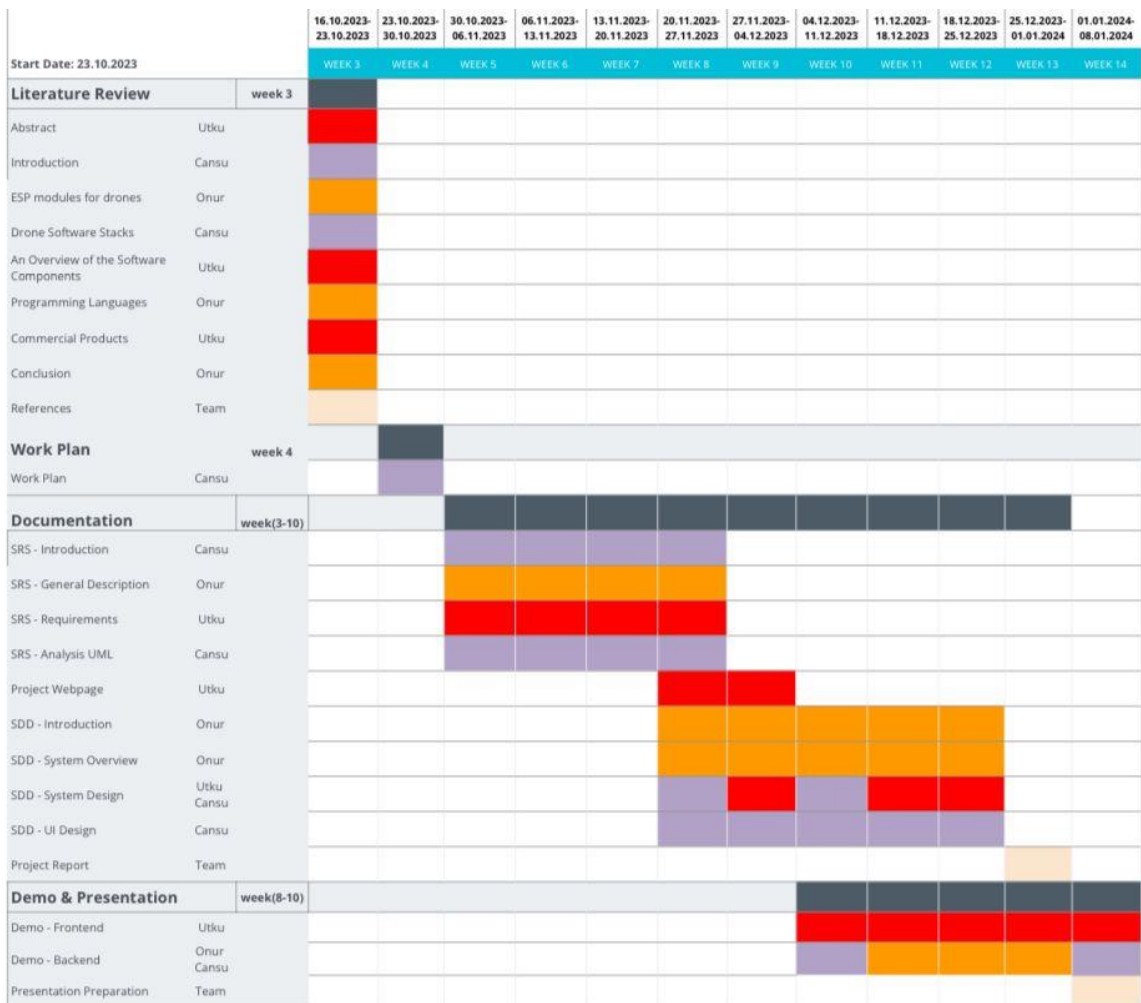 16.10.2023- 23.10.2023- 30.10.2023- 06.11.2023- 13.11.2023- 20.11.2023- 27.11.2023- 04.12.2023- 11.12.2023- 18.12.2023- 25.12.2023- 01.01.2024-
23.10.2023 30.10.2023 06.11.2023 13.11.2023 20.11.2023 27.11.2023 04.12.2023 11.12.2023 18.12.2023 25.12.2023 01.01.2024 08.01.2024
Start Date: 23.10.2023 WEEK 3 WEEK 4 WEEK 5 WEEK 6 WEEK 7 WEEK 8 WEEK 9 WEEK 10 WEEK 11 WEEK 12 WEEK 13 WEEK 14
Literature Review week 3
Abstract Utku
Introduction Cansu
ESP modules for drones Onur
Drone Software Stacks Cansu
An Overview of the Software
Components Utku
Programming Languages Onur
Commercial Products Utku
Conclusion Onur
References Team
Work Plan week 4
Work Plan Cansu
Documentation week(3-10)
SRS - Introduction Cansu
SRS - General Description Onur
SRS - Requirements Utku
SRS - Analysis UML Cansu
Project Webpage Utku
SDD - Introduction Onur
SDD - System Overview Onur
SDD - System Design Utku
Cansu
SDD - UI Design Cansu
Project Report Team
Demo & Presentation week(8-10)
Demo - Frontend Utku
Demo - Backend Onur
Cansu
Presentation Preparation Team